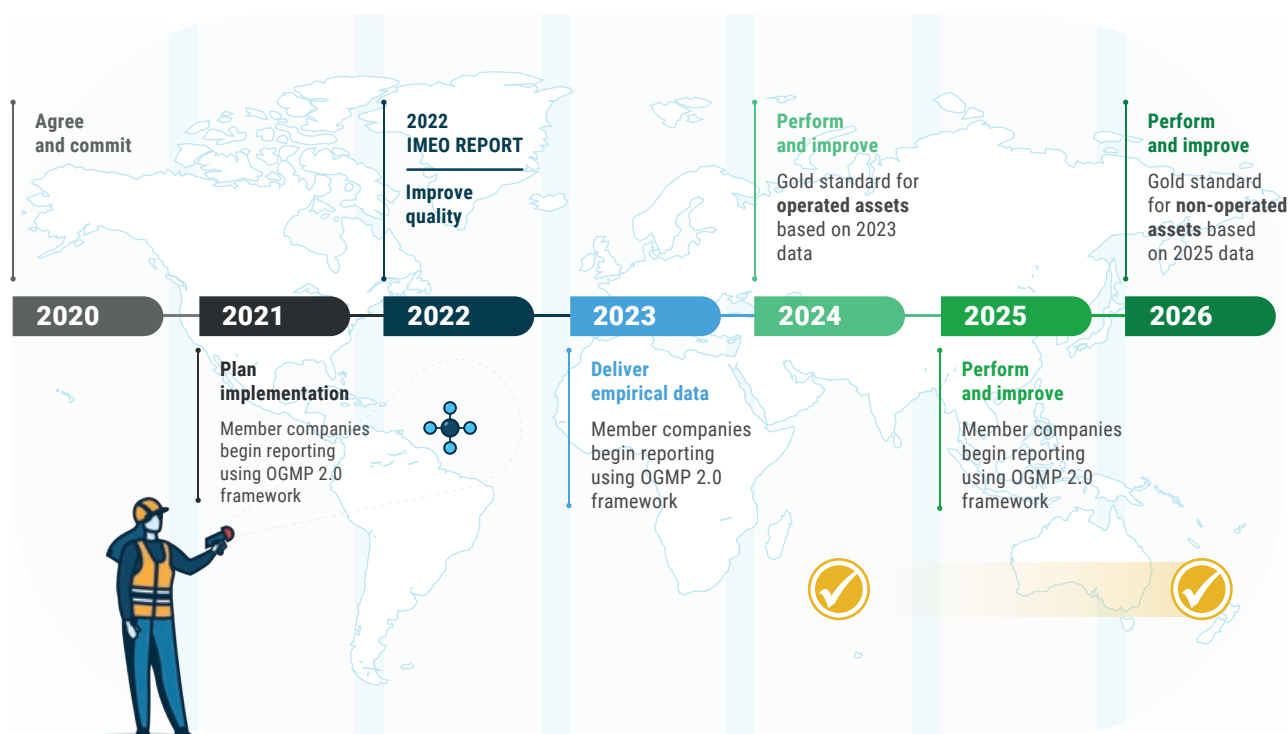 Agree
and commit
2022
IMEO REPORT
Improve
quality
Perform
and improve
Gold standard for
operated assets
based on 2023
data
Perform
and improve
Gold standard
for non-operated
assets based
on 2025 data
2020
2021
2022
2023
2024
2025
2026
Plan
implementation
Member companies
begin reporting
using OGMP 2.0
framework
Deliver
empirical data
Member companies
begin reporting
using OGMP 2.0
framework
Perform
and improve
Member companies
begin reporting
using OGMP 2.0
framework